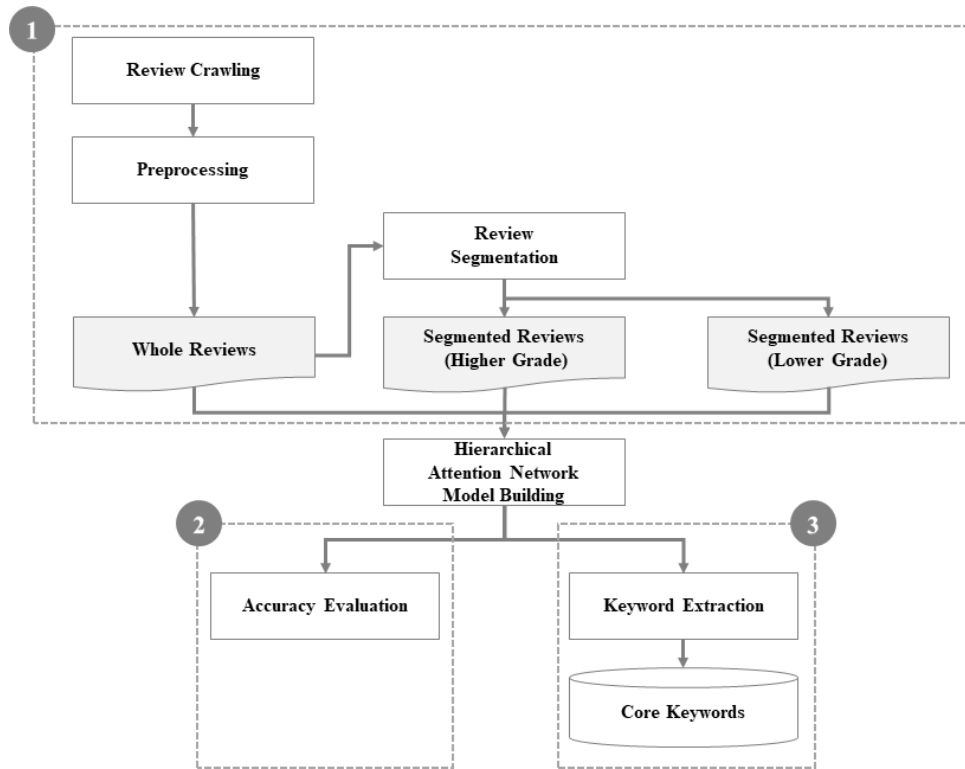 1
Review Crawling
Preprocessing
Review
Segmentation
Whole Reviews
Segmented Reviews
(Higher Grade)
Segmented Reviews
(Lower Grade)
Hierarchical
Attention Network
Model Building
2
3
Accuracy Evaluation
Keyword Extraction
Core Keywords